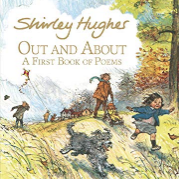 Shirley Hughes
OUT AND ABOUT
A FIRST BOOK OF POEMS